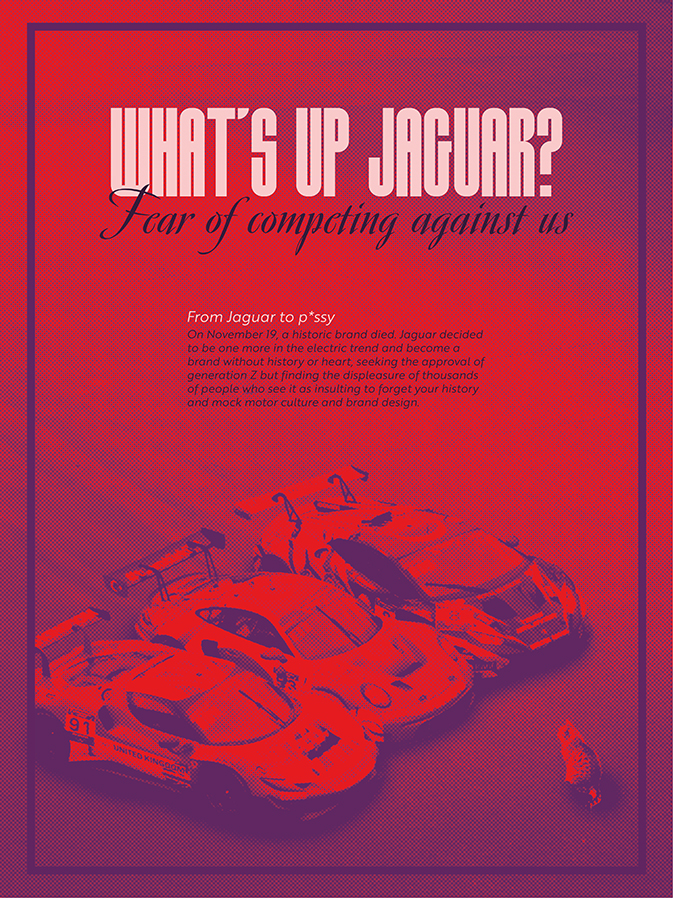 WHAT'S UP JAGUAR?
Fear of competing against us
From Jaguar to p*ssy
On November 19, a historic brand died. Jaguar decided
to be one more in the electric trend and become a
brand without history or heart, seeking the approval of
generation Z but finding the displeasure of thousands
of people who see it as insulting to forget your history
and mock motor culture and brand design.
91
UNITED KINGDOM